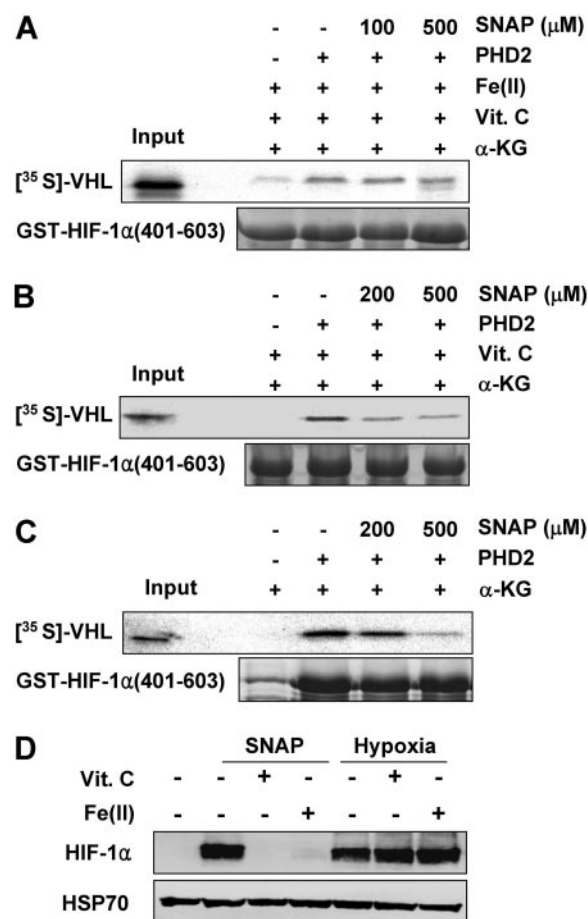 A
- - 100 500 SNAP (μM)
- + + + PHD2
+ + + + Fe(II)
+ + + + Vit. C
Input + + + + α-KG
[³⁵ S]-VHL
GST-HIF-1α(401-603)
B
- - 200 500 SNAP (μM)
- + + + PHD2
+ + + + Vit. C
Input + + + + α-KG
[³⁵ S]-VHL
GST-HIF-1α(401-603)
C
- - 200 500 SNAP (μM)
- + + + PHD2
Input + + + + α-KG
[³⁵ S]-VHL
GST-HIF-1α(401-603)
D
SNAP Hypoxia
Vit. C - - + - - + -
Fe(II) - - - + - - +
HIF-1α
HSP70